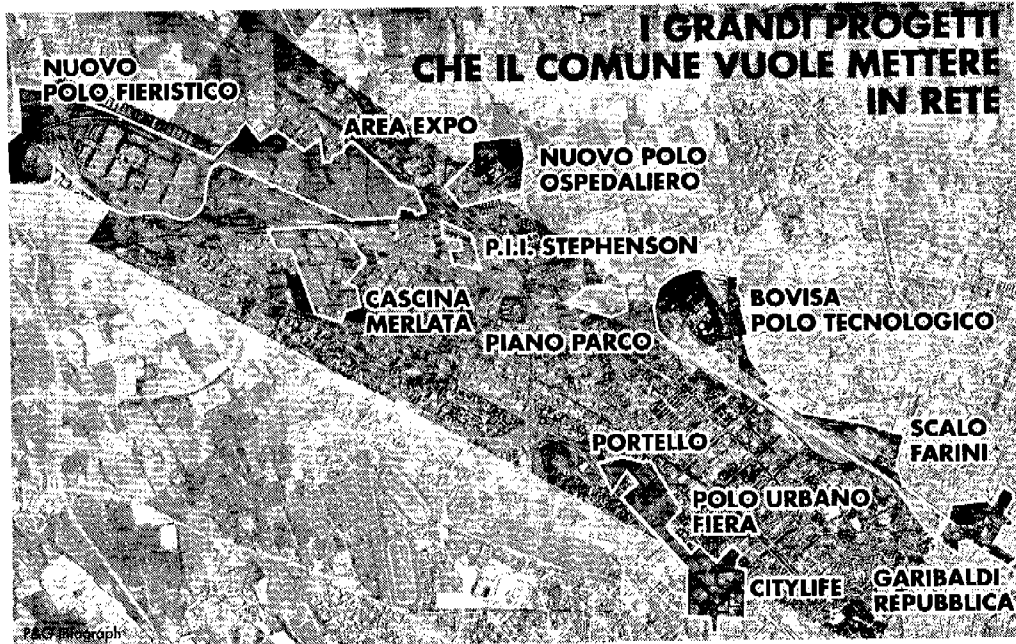 I GRANDI PROGETTI
CHE IL COMUNE VUOLE METTERE
IN RETE
NUOVO
POLO FIERISTICO
AREA EXPO
NUOVO POLO
OSPEDALIERO
P.I.I. STEPHENSON
CASCINA
MERLATA
PIANO PARCO
BOVISA
POLO TECNOLOGICO
SCALO
FARINI
PORTELLO
POLO URBANO
FIERA
CITYLIFE
GARIBALDI
REPUBBLICA
P&G Infograph